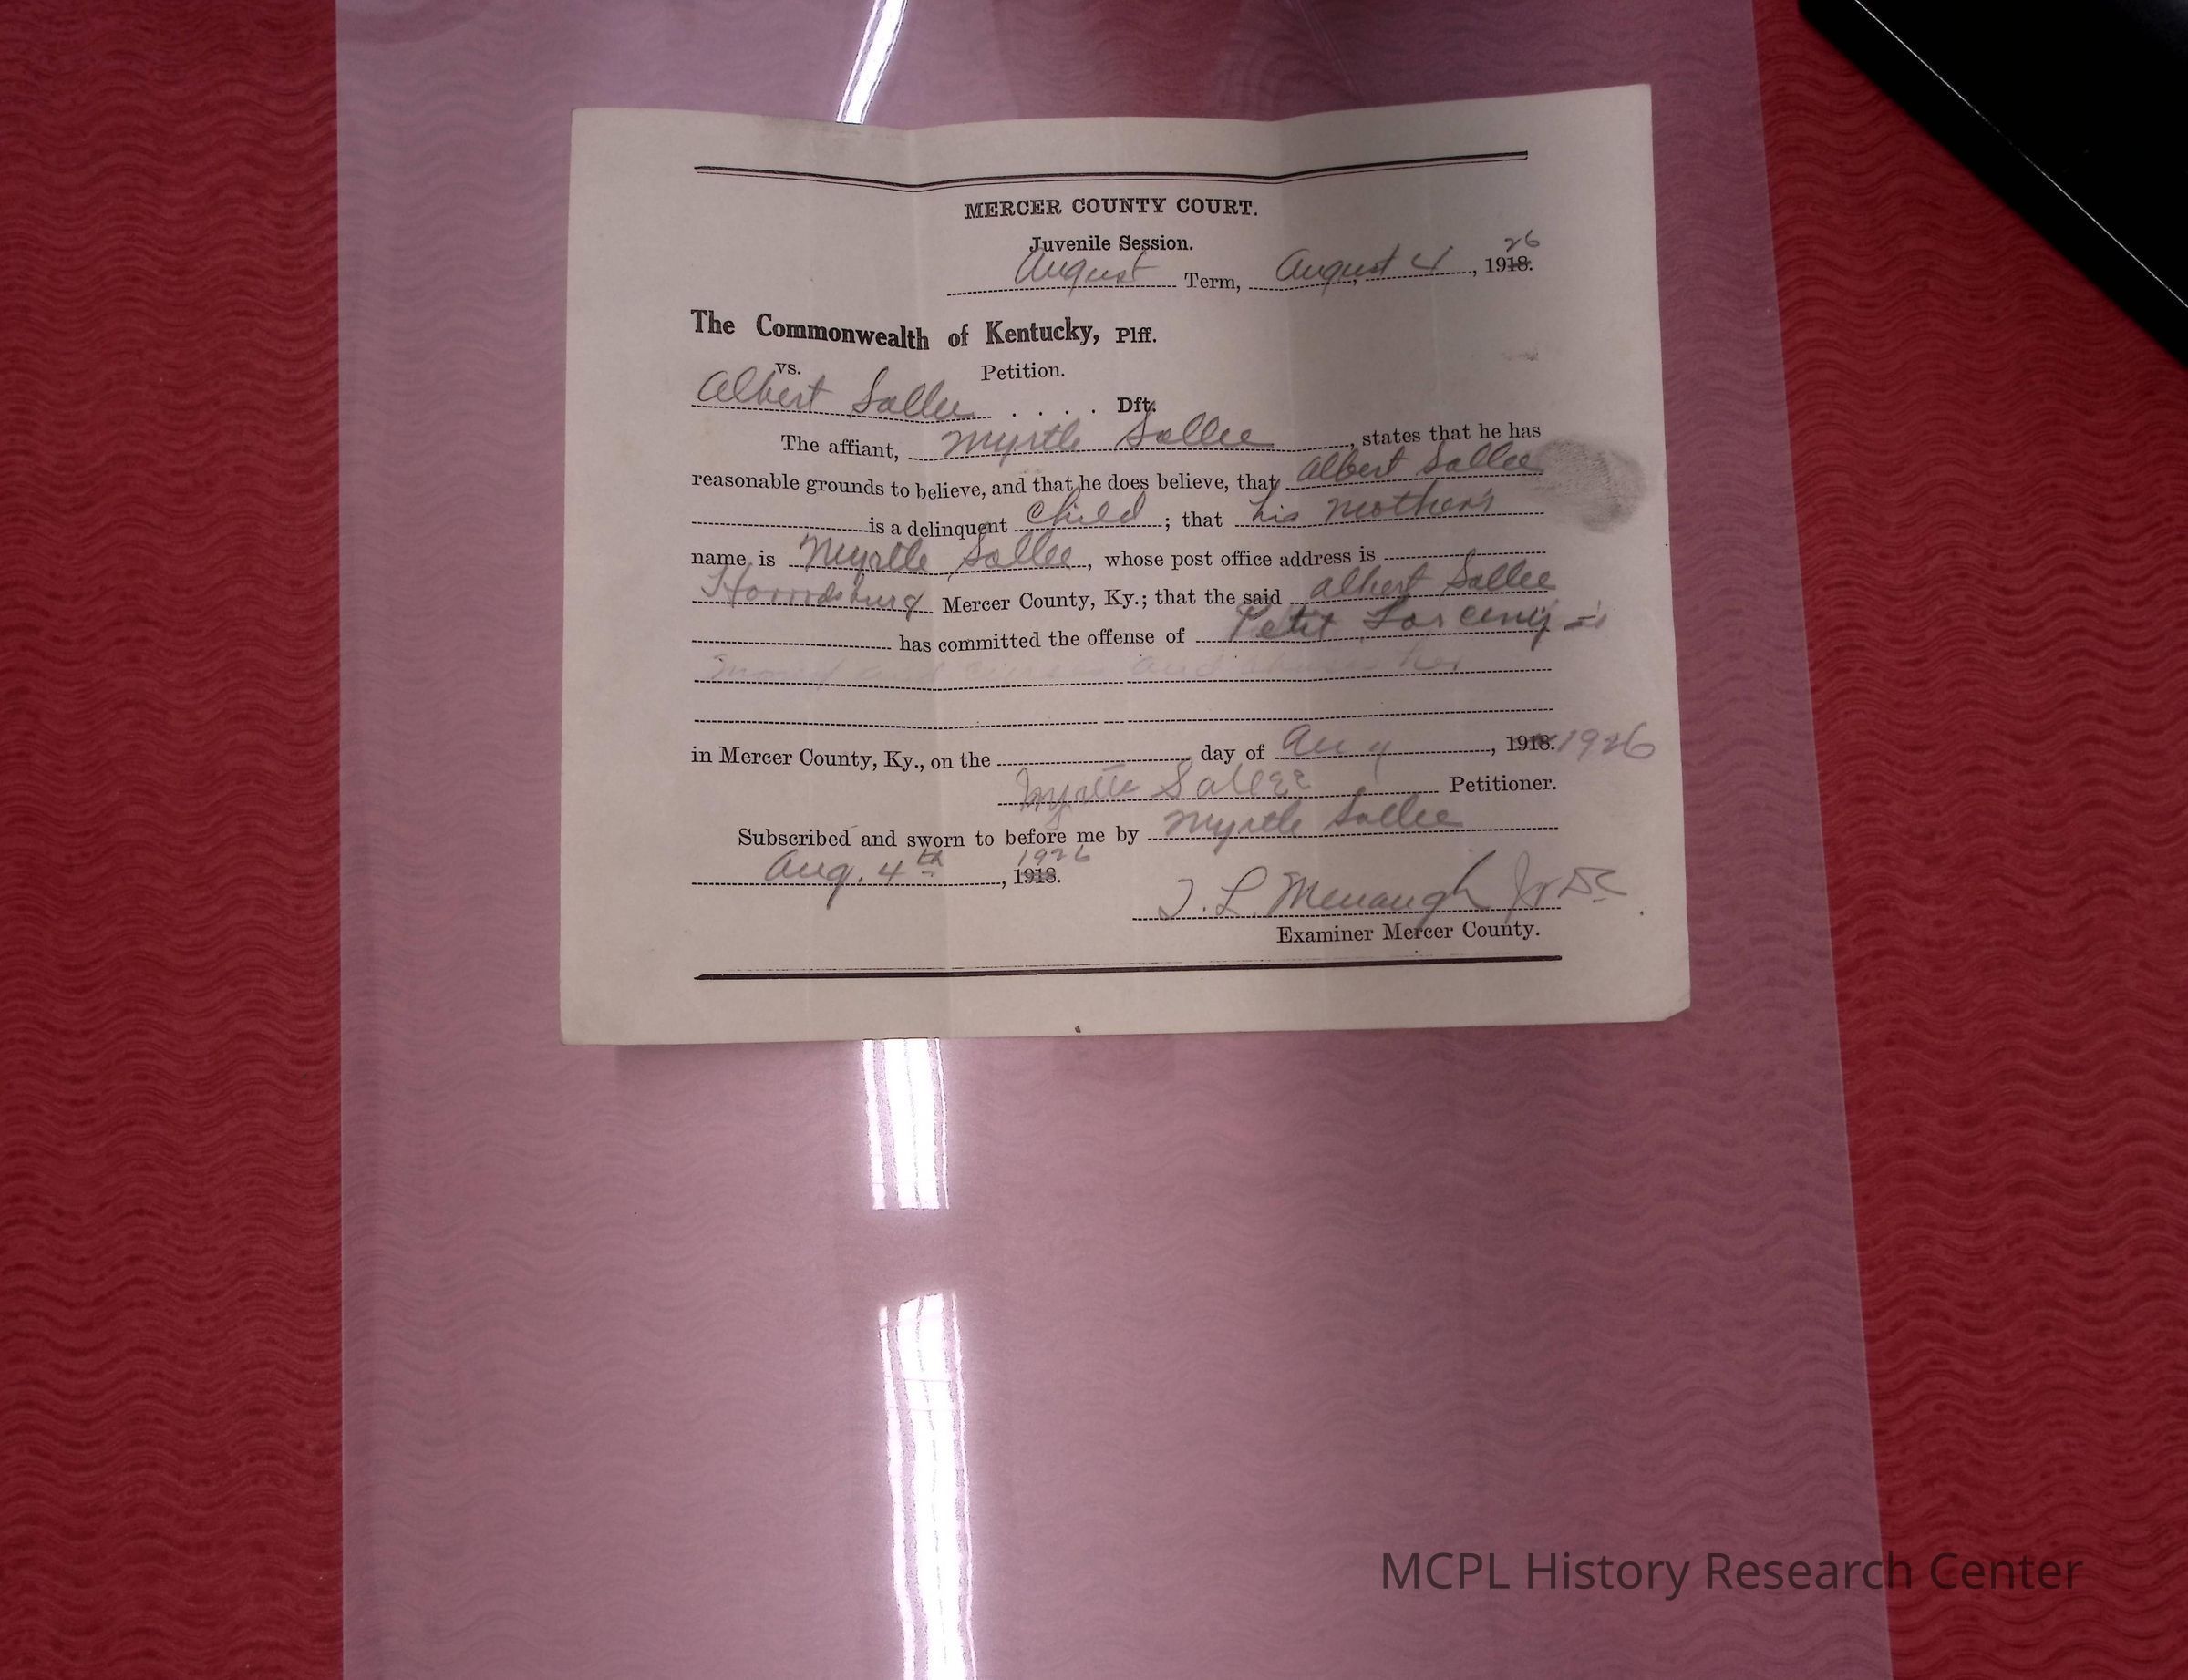 MERCER COUNTY COURT.
Juvenile Session.
August Term, August 4, 1918. 26
The Commonwealth of Kentucky, Plff.
vs. Petition.
Albert Sallee . . . . Dft.
The affiant, Myrtle Sallee, states that he has
reasonable grounds to believe, and that he does believe, that Albert Sallee
is a delinquent Child; that his mother's
name is Myrtle Sallee, whose post office address is
Harrodsburg Mercer County, Ky.; that the said Albert Sallee
has committed the offense of Petit Larceny
and her
in Mercer County, Ky., on the day of Aug, 1918. 1926
Myrtle Sallee Petitioner.
Subscribed and sworn to before me by Myrtle Sallee
Aug. 4th, 1918. 1926
T. L. Menaugh Jr DC
Examiner Mercer County.
MCPL History Research Center